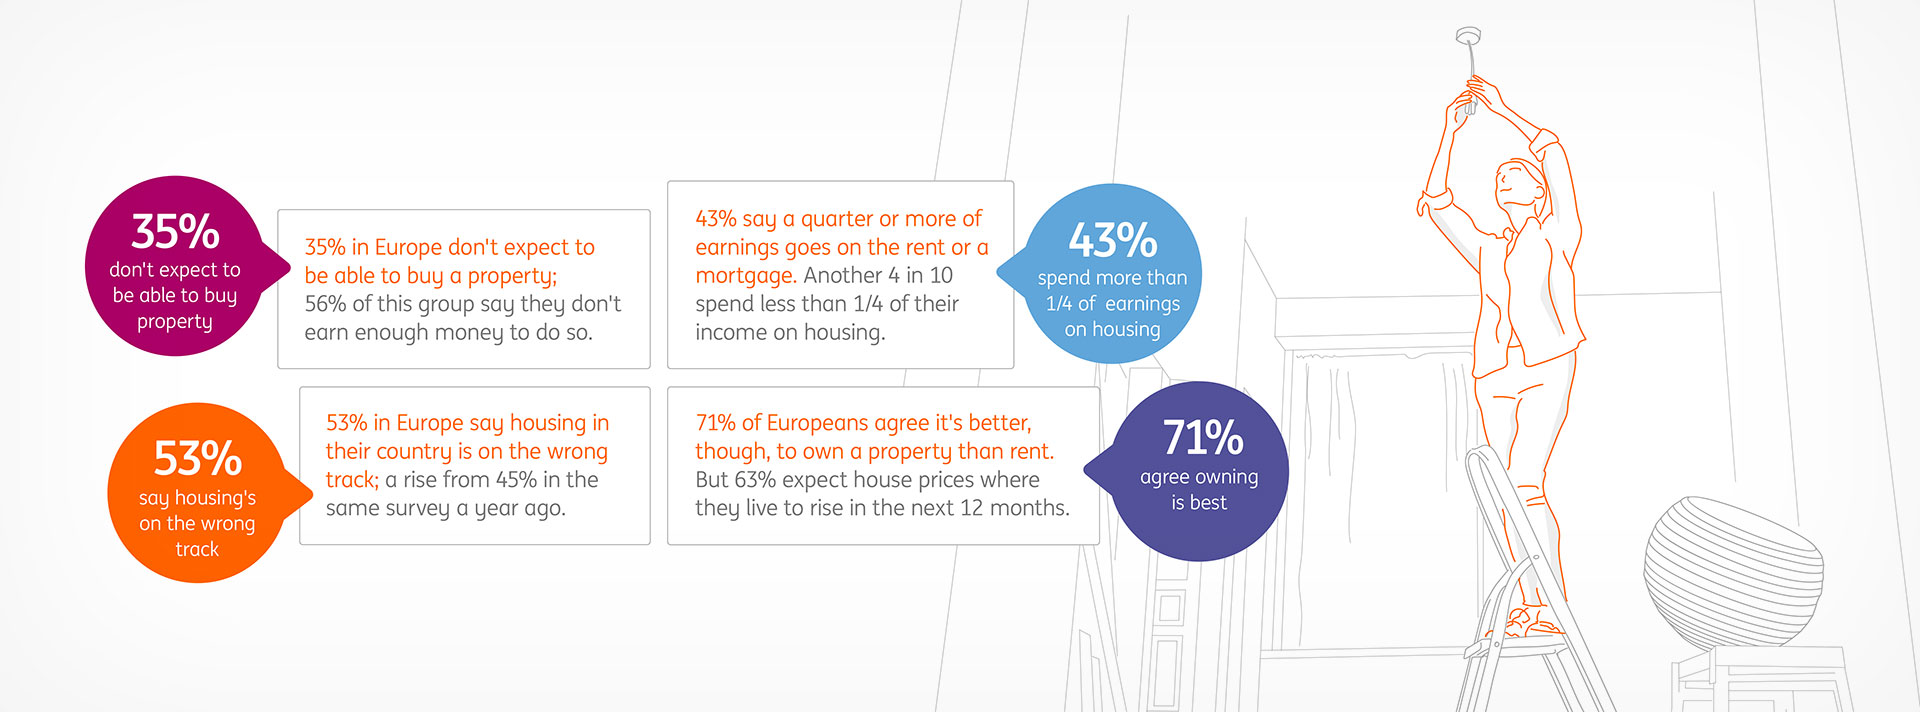 35%
don't expect to
be able to buy
property
35% in Europe don't expect to
be able to buy a property;
56% of this group say they don't
earn enough money to do so.
43% say a quarter or more of
earnings goes on the rent or a
mortgage. Another 4 in 10
spend less than 1/4 of their
income on housing.
43%
spend more than
1/4 of earnings
on housing
53%
say housing's
on the wrong
track
53% in Europe say housing in
their country is on the wrong
track; a rise from 45% in the
same survey a year ago.
71% of Europeans agree it's better,
though, to own a property than rent.
But 63% expect house prices where
they live to rise in the next 12 months.
71%
agree owning
is best